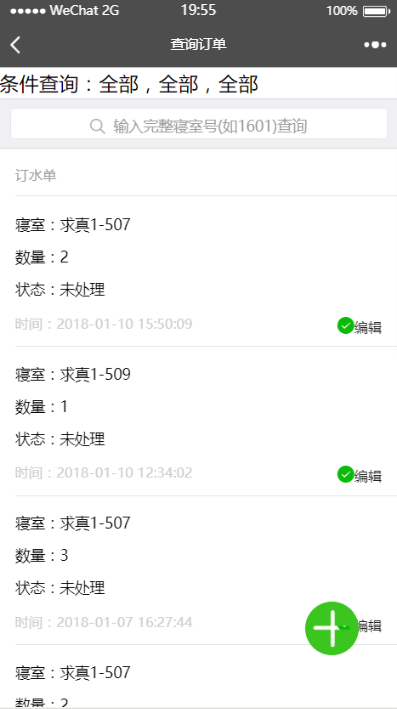 WeChat 2G 19:55 100%
查询订单
条件查询：全部，全部，全部
输入完整寝室号(如1601)查询
订水单
寝室：求真1-507
数量：2
状态：未处理
时间：2018-01-10 15:50:09 编辑
寝室：求真1-509
数量：1
状态：未处理
时间：2018-01-10 12:34:02 编辑
寝室：求真1-507
数量：3
状态：未处理
时间：2018-01-07 16:27:44 编辑
寝室：求真1-507
数量：2